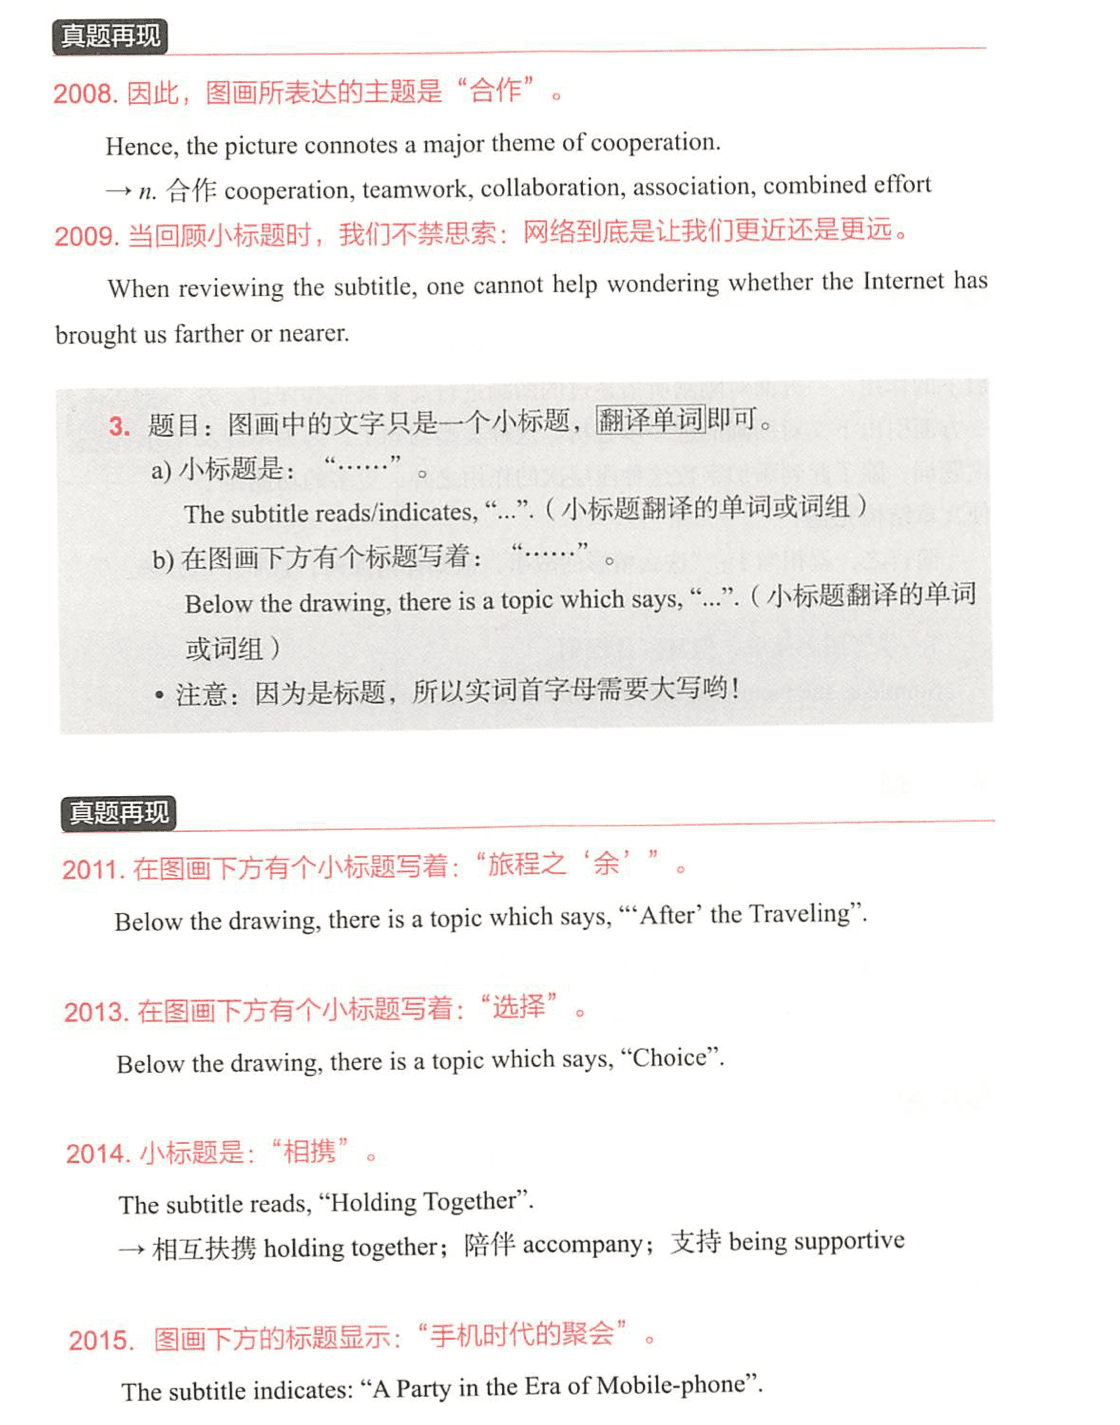 真题再现
2008. 因此，图画所表达的主题是“合作”。
Hence, the picture connotes a major theme of cooperation.
→ n. 合作 cooperation, teamwork, collaboration, association, combined effort
2009. 当回顾小标题时，我们不禁思索：网络到底是让我们更近还是更远。
When reviewing the subtitle, one cannot help wondering whether the Internet has
brought us farther or nearer.
3. 题目：图画中的文字只是一个小标题，翻译单词即可。
a) 小标题是：“……”。
The subtitle reads/indicates, “...”.（小标题翻译的单词或词组）
b) 在图画下方有个标题写着：“……”。
Below the drawing, there is a topic which says, “...”.（小标题翻译的单词
或词组）
• 注意：因为是标题，所以实词首字母需要大写哟！
真题再现
2011. 在图画下方有个小标题写着：“旅程之‘余’”。
Below the drawing, there is a topic which says, “‘After’ the Traveling”.
2013. 在图画下方有个小标题写着：“选择”。
Below the drawing, there is a topic which says, “Choice”.
2014. 小标题是：“相携”。
The subtitle reads, “Holding Together”.
→ 相互扶携 holding together；陪伴 accompany；支持 being supportive
2015. 图画下方的标题显示：“手机时代的聚会”。
The subtitle indicates: “A Party in the Era of Mobile-phone”.